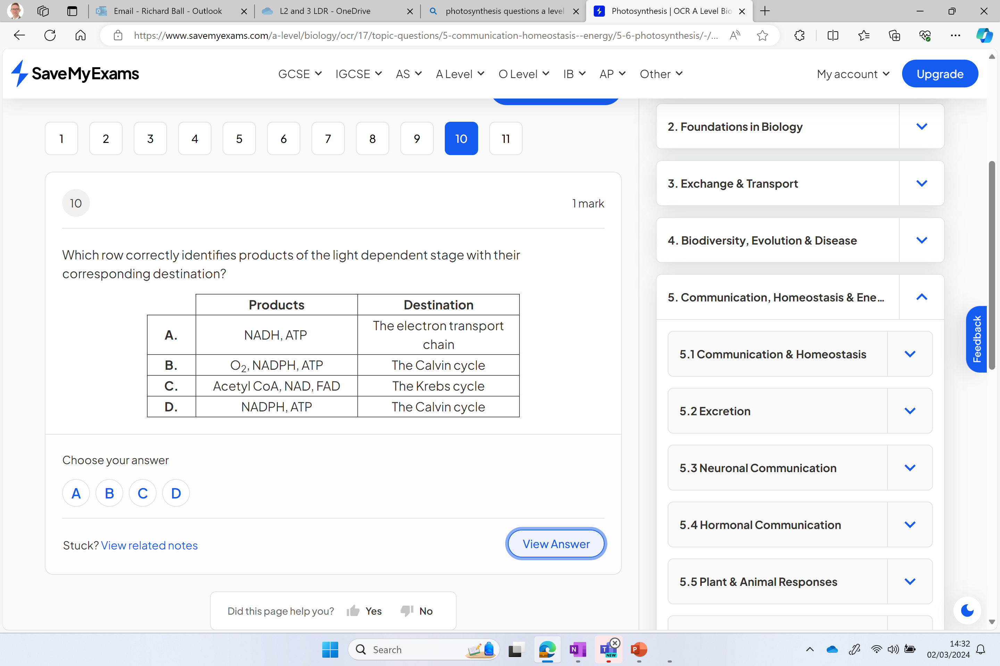 Email - Richard Ball - Outlook
L2 and 3 LDR - OneDrive
photosynthesis questions a level
Photosynthesis | OCR A Level Bio
https://www.savemyexams.com/a-level/biology/ocr/17/topic-questions/5-communication-homeostasis--energy/5-6-photosynthesis/-/...
SaveMyExams
GCSE
IGCSE
AS
A Level
O Level
IB
AP
Other
My account
Upgrade
1 2 3 4 5 6 7 8 9 10 11
10
1 mark
Which row correctly identifies products of the light dependent stage with their
corresponding destination?
Products Destination
A. NADH, ATP The electron transport
chain
B. O₂, NADPH, ATP The Calvin cycle
C. Acetyl CoA, NAD, FAD The Krebs cycle
D. NADPH, ATP The Calvin cycle
Choose your answer
A B C D
Stuck? View related notes
View Answer
Did this page help you? Yes No
2. Foundations in Biology
3. Exchange & Transport
4. Biodiversity, Evolution & Disease
5. Communication, Homeostasis & Ene...
5.1 Communication & Homeostasis
5.2 Excretion
5.3 Neuronal Communication
5.4 Hormonal Communication
5.5 Plant & Animal Responses
Feedback
Search
N
T
NEW
P
14:32
02/03/2024